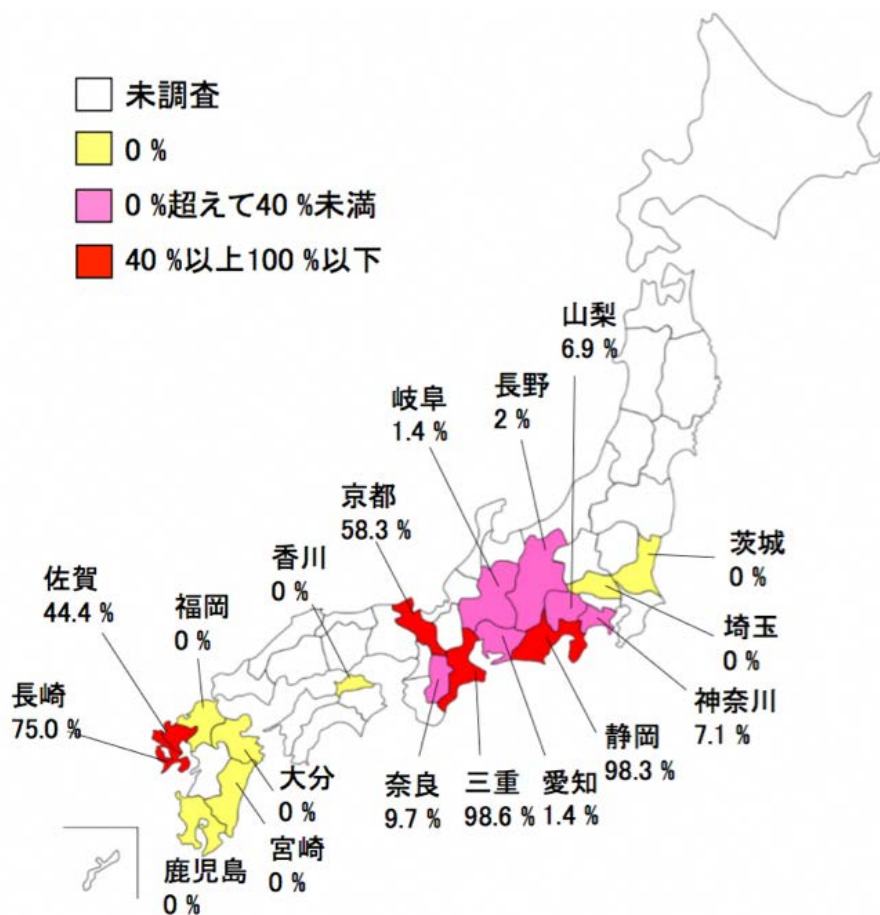 未調査
0 %
0 %超えて40 %未満
40 %以上100 %以下
山梨
6.9 %
長野
2 %
岐阜
1.4 %
京都
58.3 %
香川
0 %
佐賀
44.4 %
福岡
0 %
長崎
75.0 %
茨城
0 %
埼玉
0 %
神奈川
7.1 %
静岡
98.3 %
愛知
1.4 %
三重
98.6 %
奈良
9.7 %
大分
0 %
宮崎
0 %
鹿児島
0 %